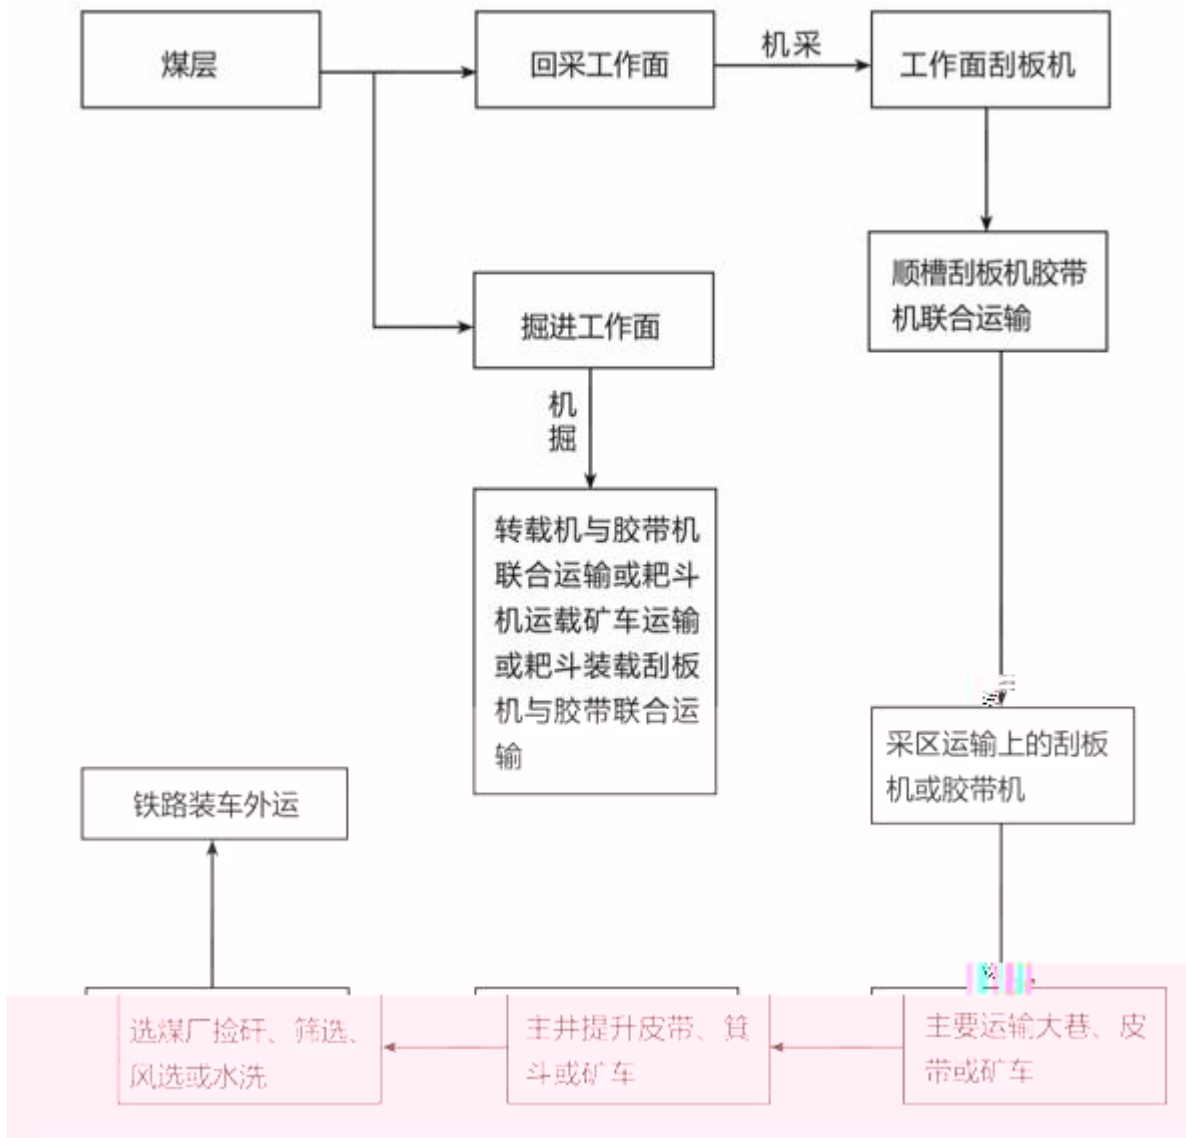 煤层
回采工作面
机采
工作面刮板机
顺槽刮板机胶带
机联合运输
掘进工作面
机
掘
转载机与胶带机
联合运输或耙斗
机运载矿车运输
或耙斗装载刮板
机与胶带联合运
输
采区运输上的刮板
机或胶带机
铁路装车外运
选煤厂捡矸、筛选、
风选或水洗
主井提升皮带、箕
斗或矿车
主要运输大巷、皮
带或矿车